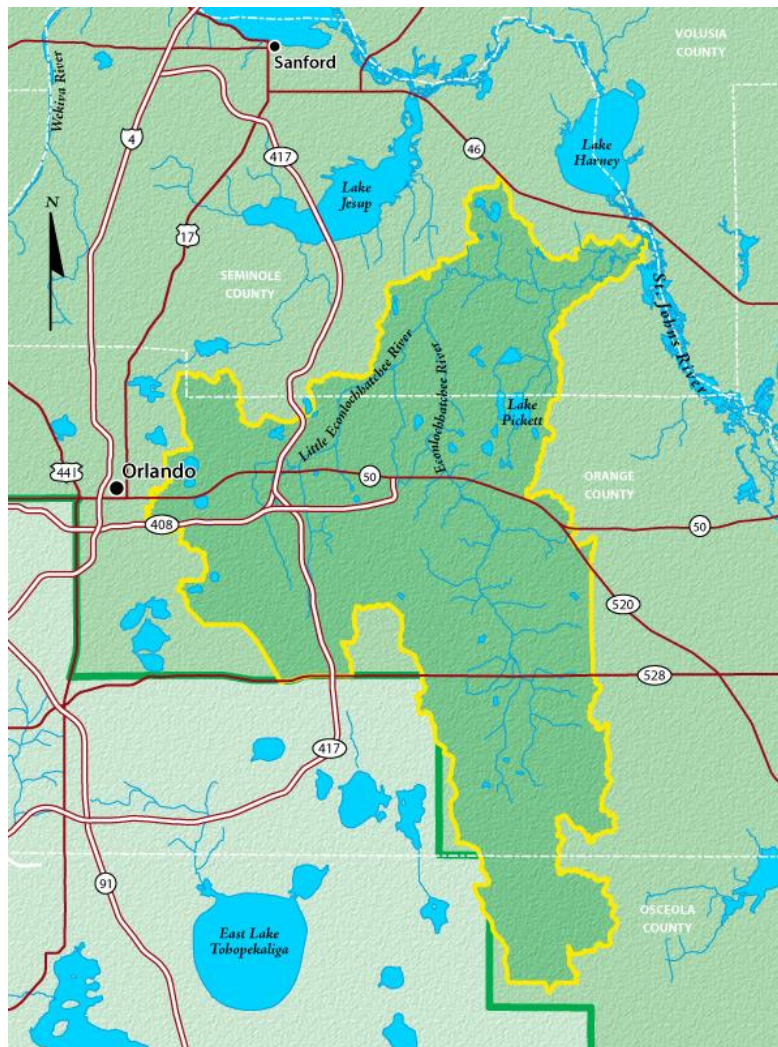 VOLUSIA
COUNTY
Sanford
Wekiva River
4
417
46
Lake
Harney
Lake
Jesup
N
17
SEMINOLE
COUNTY
St. Johns River
Little Econlockhatchee River
Econlockhatchee River
Lake
Pickett
441
Orlando
50
ORANGE
COUNTY
408
50
520
528
417
91
OSCEOLA
COUNTY
East Lake
Tohopekaliga